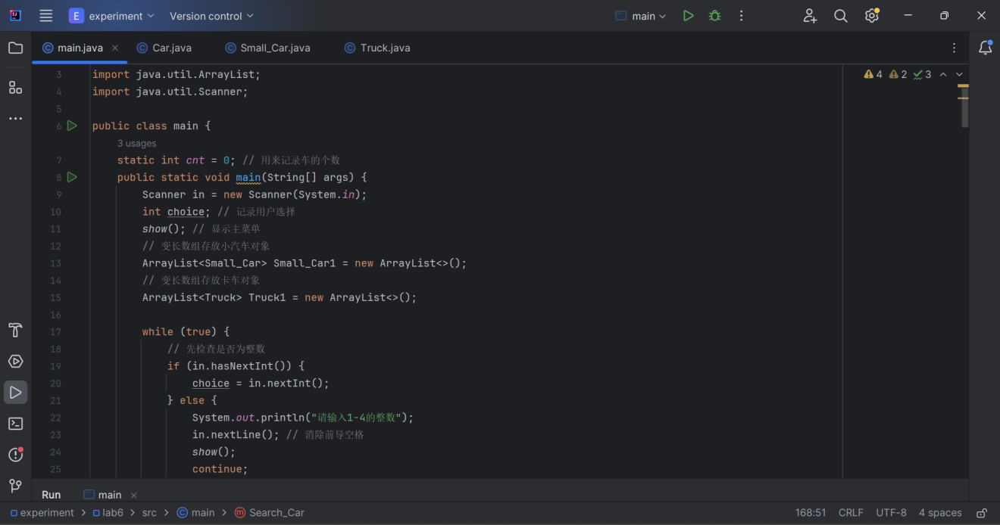 E experiment Version control main
main.java Car.java Small_Car.java Truck.java
4 2 3
3 import java.util.ArrayList;
4 import java.util.Scanner;
5
6 public class main {
3 usages
7 static int cnt = 0; // 用来记录车的个数
8 public static void main(String[] args) {
9 Scanner in = new Scanner(System.in);
10 int choice; // 记录用户选择
11 show(); // 显示主菜单
12 // 变长数组存放小汽车对象
13 ArrayList<Small_Car> Small_Car1 = new ArrayList<>();
14 // 变长数组存放卡车对象
15 ArrayList<Truck> Truck1 = new ArrayList<>();
16
17 while (true) {
18 // 先检查是否为整数
19 if (in.hasNextInt()) {
20 choice = in.nextInt();
21 } else {
22 System.out.println("请输入1-4的整数");
23 in.nextLine(); // 消除前导空格
24 show();
25 continue;
Run main
experiment > lab6 > src > main > Search_Car 168:51 CRLF UTF-8 4 spaces